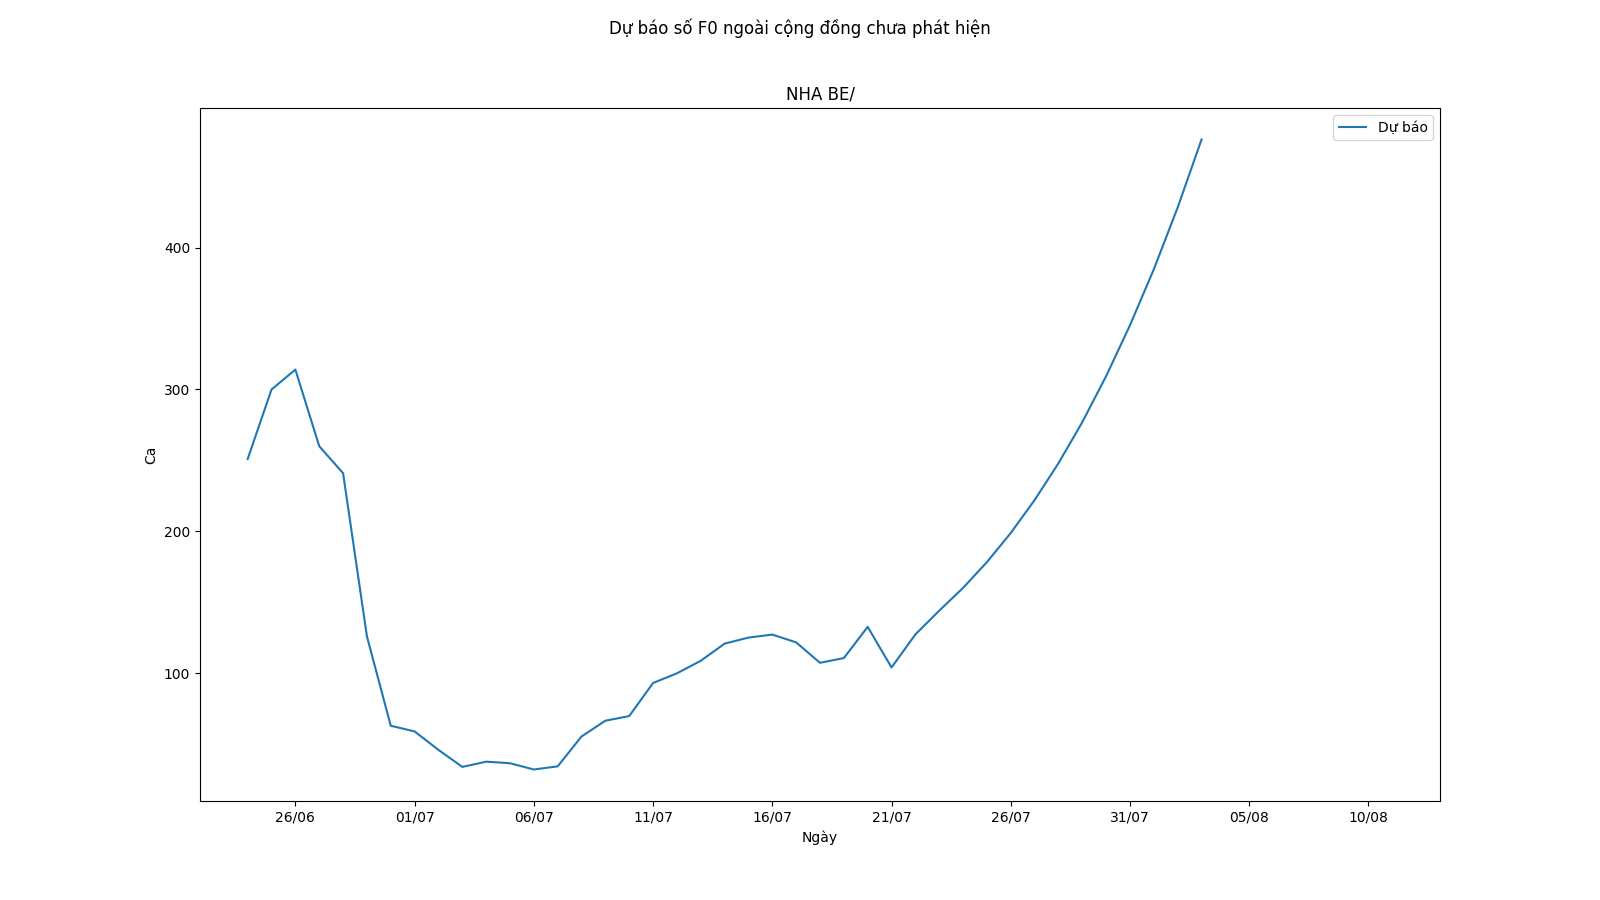 Dự báo số F0 ngoài cộng đồng chưa phát hiện
NHA BE/
Dự báo
400
300
200
100
Ca
26/06 01/07 06/07 11/07 16/07 21/07 26/07 31/07 05/08 10/08
Ngày